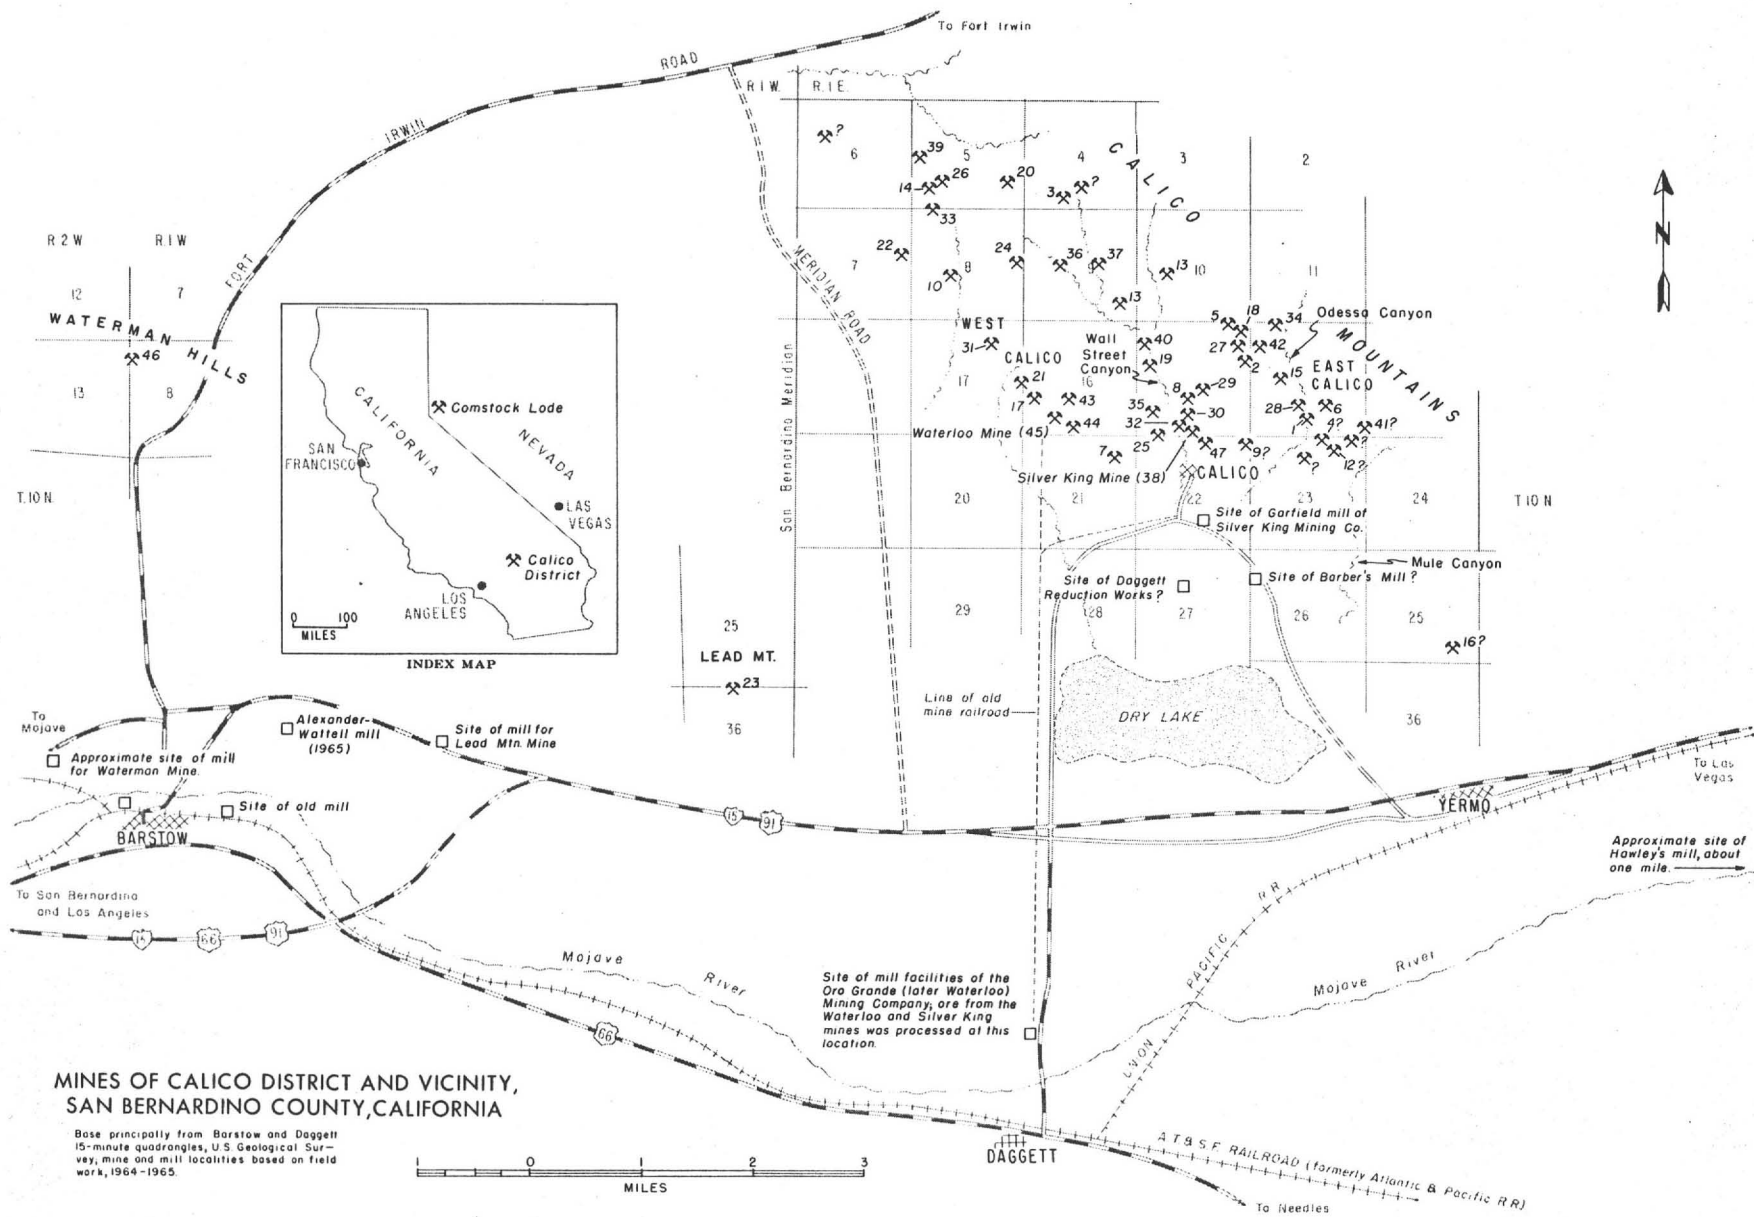 To Fort Irwin
ROAD
IRWIN
FORT
R.1W.
R.1E.
?
6
39
5
26
14
20
4
3
?
3
2
CALICO
33
22
7
10
8
24
36
9
37
13
10
11
13
N
R.2W
R.1W
12
7
WATERMAN HILLS
46
13
8
T.10N.
MERIDIAN ROAD
San Bernardino Meridian
WEST
CALICO
31
17
21
17
16
43
44
Waterloo Mine (45)
Wall
Street
Canyon
40
19
8
29
35
30
32
25
7
47
Silver King Mine (38)
CALICO
5
18
34
27
42
2
15
Odessa Canyon
MOUNTAINS
EAST
CALICO
28
6
1
4?
41?
?
9?
?
12?
20
21
22
23
24
T10N
Site of Garfield mill of
Silver King Mining Co.
Mule Canyon
Site of Daggett
Reduction Works?
Site of Barber's Mill?
29
28
27
26
25
16?
CALIFORNIA
NEVADA
Comstock Lode
SAN
FRANCISCO
LAS
VEGAS
Calico
District
LOS
ANGELES
0 100
MILES
INDEX MAP
25
LEAD MT.
23
36
Line of old
mine railroad
DRY LAKE
36
To
Mojave
Alexander-
Wattell mill
(1965)
Site of mill for
Lead Mtn. Mine
Approximate site of mill
for Waterman Mine.
Site of old mill
BARSTOW
15
91
YERMO
To Las
Vegas
Approximate site of
Hawley's mill, about
one mile.
To San Bernardino
and Los Angeles
15
66
91
Mojave River
66
Site of mill facilities of the
Oro Grande (later Waterloo)
Mining Company; ore from the
Waterloo and Silver King
mines was processed at this
location.
UNION PACIFIC RR
Mojave River
MINES OF CALICO DISTRICT AND VICINITY,
SAN BERNARDINO COUNTY, CALIFORNIA
Base principally from Barstow and Daggett
15-minute quadrangles, U.S. Geological Sur-
vey; mine and mill localities based on field
work, 1964-1965.
1 0 1 2 3
MILES
DAGGETT
A T & S F. RAILROAD (formerly Atlantic & Pacific RR)
To Needles